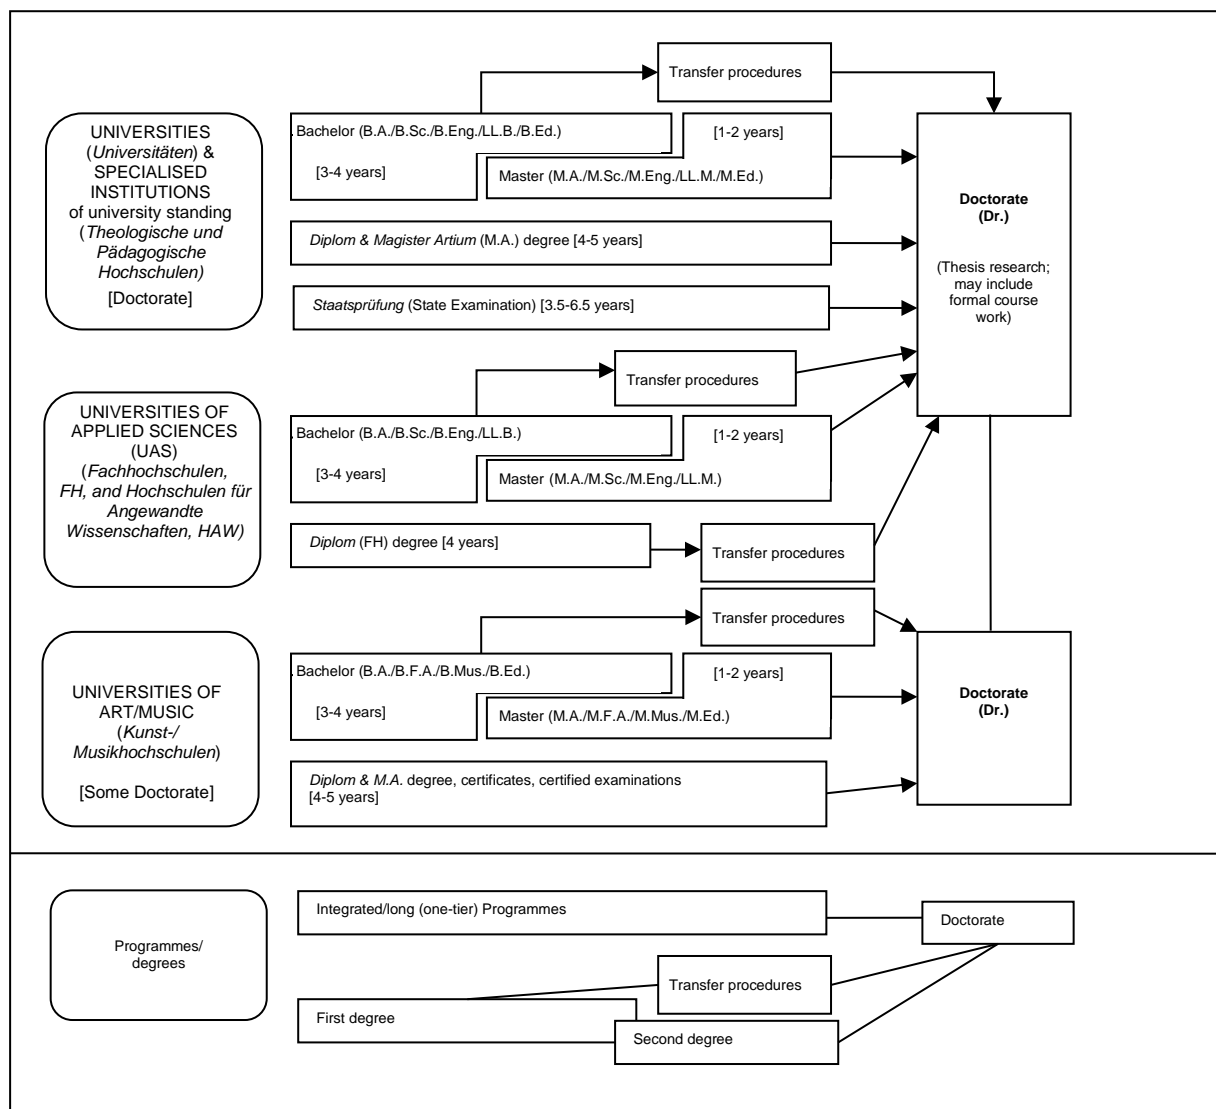 Transfer procedures
UNIVERSITIES
(Universitäten) &
SPECIALISED
INSTITUTIONS
of university standing
(Theologische und
Pädagogische
Hochschulen)
[Doctorate]
. Bachelor (B.A./B.Sc./B.Eng./LL.B./B.Ed.)
[3-4 years]
[1-2 years]
Master (M.A./M.Sc./M.Eng./LL.M./M.Ed.)
Diplom & Magister Artium (M.A.) degree [4-5 years]
Staatsprüfung (State Examination) [3.5-6.5 years]
Doctorate
(Dr.)
(Thesis research;
may include
formal course
work)
Transfer procedures
UNIVERSITIES OF
APPLIED SCIENCES
(UAS)
(Fachhochschulen,
FH, and Hochschulen für
Angewandte
Wissenschaften, HAW)
. Bachelor (B.A./B.Sc./B.Eng./LL.B.)
[3-4 years]
[1-2 years]
Master (M.A./M.Sc./M.Eng./LL.M.)
Diplom (FH) degree [4 years]
Transfer procedures
Transfer procedures
UNIVERSITIES OF
ART/MUSIC
(Kunst-/
Musikhochschulen)
[Some Doctorate]
. Bachelor (B.A./B.F.A./B.Mus./B.Ed.)
[3-4 years]
[1-2 years]
Master (M.A./M.F.A./M.Mus./M.Ed.)
Diplom & M.A. degree, certificates, certified examinations
[4-5 years]
Doctorate
(Dr.)
Programmes/
degrees
Integrated/long (one-tier) Programmes
Doctorate
Transfer procedures
First degree
Second degree